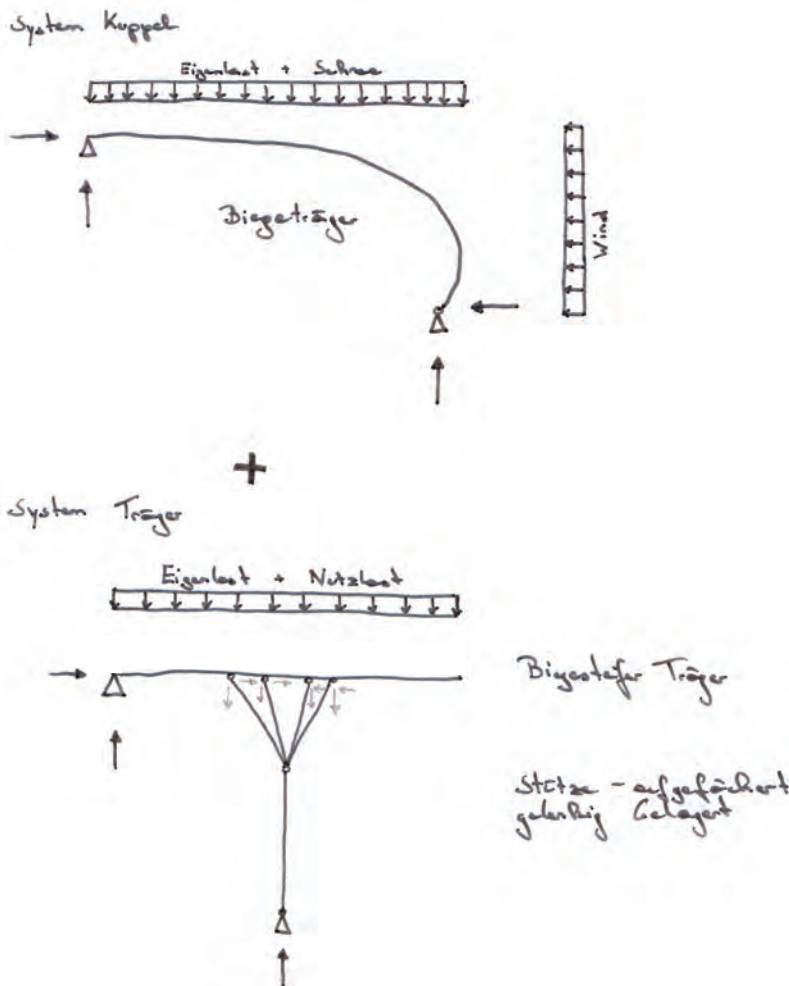 System Kuppel
Eigenlast + Schnee
Biegeträger
Wind
+
System Träger
Eigenlast + Nutzlast
Biegesteifer Träger
Stütze - aufgefächert
gelenkig Gelagert